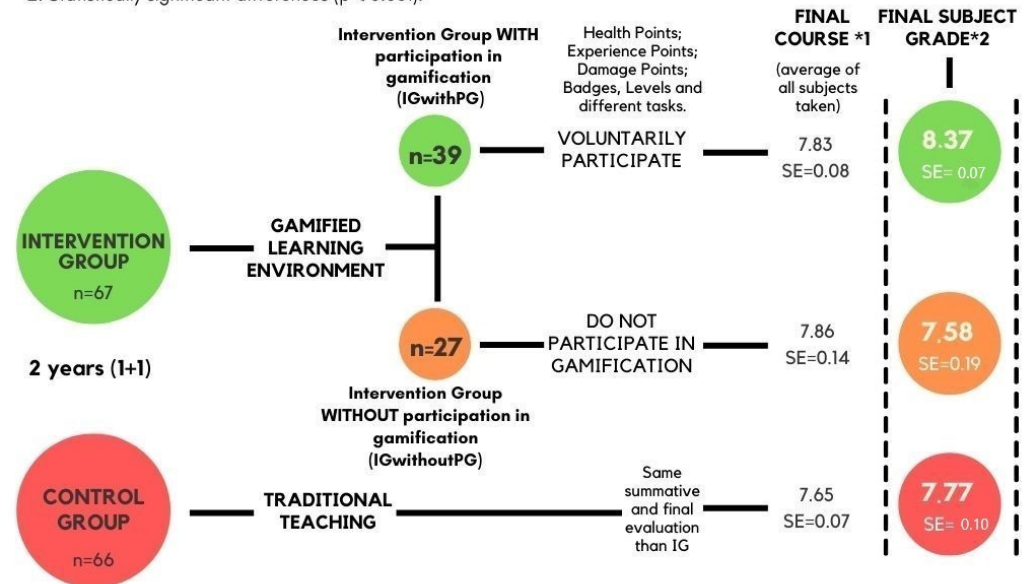 2. Statistically significant differences (p
FINAL
COURSE *1
(average of
all subjects
taken)
FINAL SUBJECT
GRADE*2
Intervention Group WITH
participation in
gamification
(IGwithPG)
Health Points;
Experience Points;
Damage Points;
Badges, Levels and
different tasks.
n=39
VOLUNTARILY
PARTICIPATE
7.83
SE=0.08
8.37
SE= 0.07
INTERVENTION
GROUP
n=67
GAMIFIED
LEARNING
ENVIRONMENT
2 years (1+1)
n=27
DO NOT
PARTICIPATE IN
GAMIFICATION
7.86
SE=0.14
7.58
SE=0.19
Intervention Group
WITHOUT participation in
gamification
(IGwithoutPG)
CONTROL
GROUP
n=66
TRADITIONAL
TEACHING
Same
summative
and final
evaluation
than IG
7.65
SE=0.07
7.77
SE= 0.10